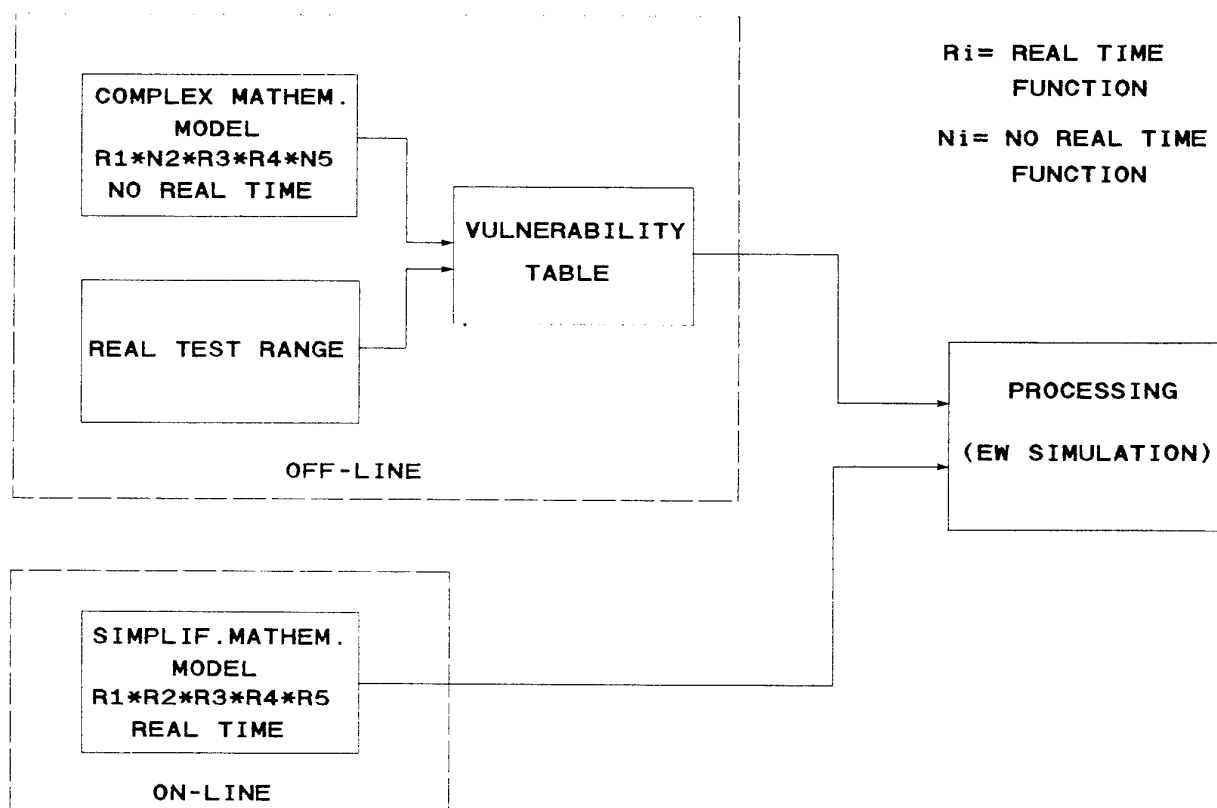 COMPLEX MATHEM.
MODEL
R1*N2*R3*R4*N5
NO REAL TIME
REAL TEST RANGE
VULNERABILITY
TABLE
OFF-LINE
Ri= REAL TIME
FUNCTION
Ni= NO REAL TIME
FUNCTION
PROCESSING
(EW SIMULATION)
SIMPLIF.MATHEM.
MODEL
R1*R2*R3*R4*R5
REAL TIME
ON-LINE